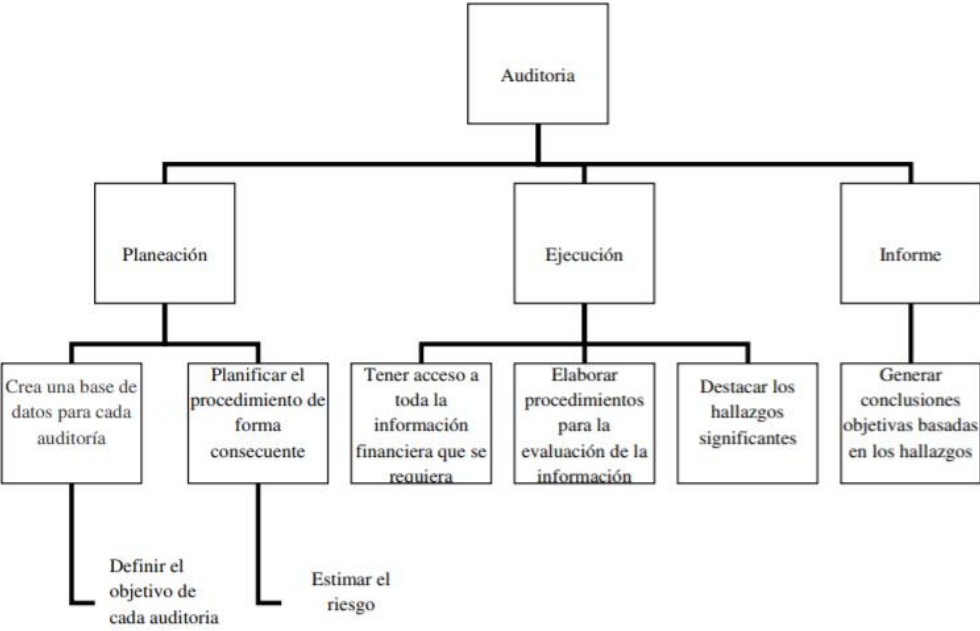 Auditoria
Planeación
Ejecución
Informe
Crea una base de
datos para cada
auditoría
Planificar el
procedimiento de
forma
consecuente
Tener acceso a
toda la
información
financiera que se
requiera
Elaborar
procedimientos
para la
evaluación de la
información
Destacar los
hallazgos
significantes
Generar
conclusiones
objetivas basadas
en los hallazgos
Definir el
objetivo de
cada auditoria
Estimar el
riesgo